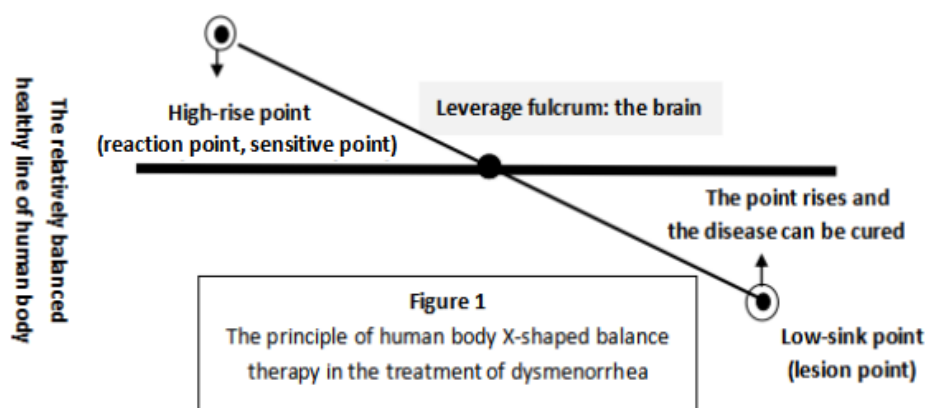 The relatively balanced
healthy line of human body
High-rise point
(reaction point, sensitive point)
Leverage fulcrum: the brain
The point rises and
the disease can be cured
Low-sink point
(lesion point)
Figure 1
The principle of human body X-shaped balance
therapy in the treatment of dysmenorrhea